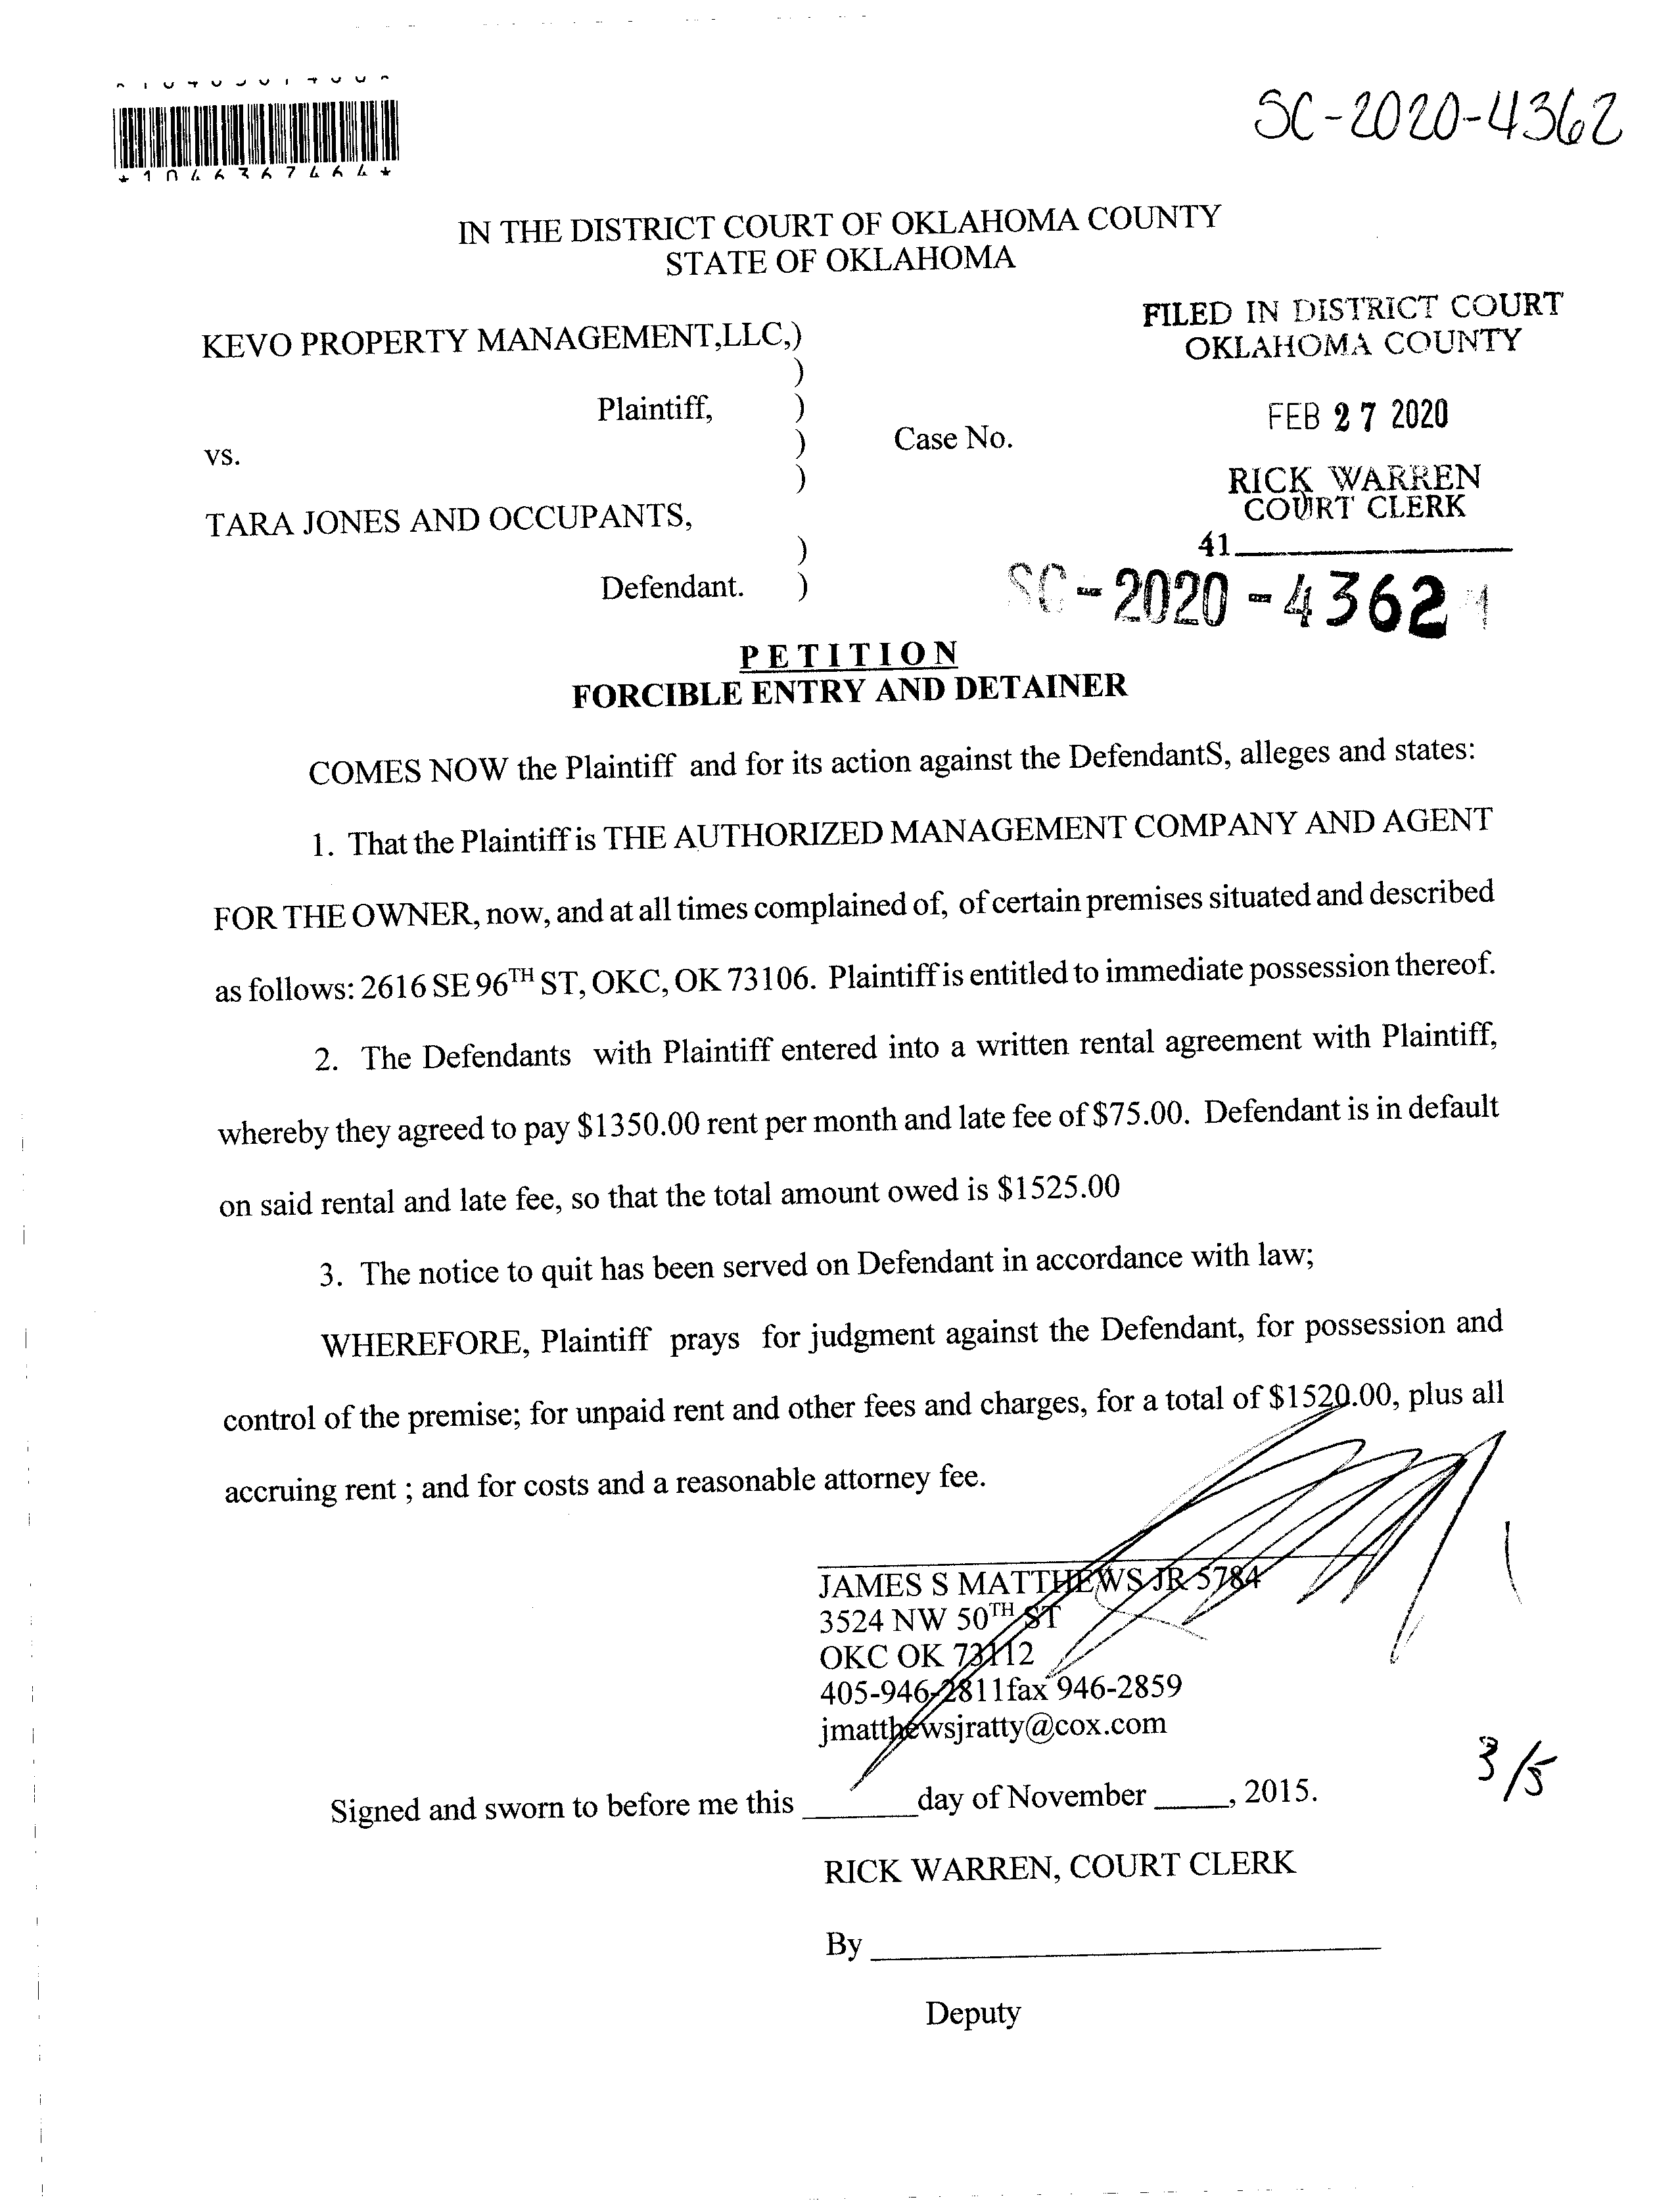 SC-2020-4362
*1046367464*
IN THE DISTRICT COURT OF OKLAHOMA COUNTY
STATE OF OKLAHOMA
FILED IN DISTRICT COURT
OKLAHOMA COUNTY
KEVO PROPERTY MANAGEMENT,LLC,)
)
Plaintiff, )
FEB 27 2020
) Case No.
vs.
)
RICK WARREN
COURT CLERK
TARA JONES AND OCCUPANTS,
41
)
Defendant. )
SC-2020-4362
PETITION
FORCIBLE ENTRY AND DETAINER
COMES NOW the Plaintiff and for its action against the DefendantS, alleges and states:
1. That the Plaintiff is THE AUTHORIZED MANAGEMENT COMPANY AND AGENT
FOR THE OWNER, now, and at all times complained of, of certain premises situated and described
as follows: 2616 SE 96TH ST, OKC, OK 73106. Plaintiff is entitled to immediate possession thereof.
2. The Defendants with Plaintiff entered into a written rental agreement with Plaintiff,
whereby they agreed to pay $1350.00 rent per month and late fee of $75.00. Defendant is in default
on said rental and late fee, so that the total amount owed is $1525.00
3. The notice to quit has been served on Defendant in accordance with law;
WHEREFORE, Plaintiff prays for judgment against the Defendant, for possession and
control of the premise; for unpaid rent and other fees and charges, for a total of $1520.00, plus all
accruing rent ; and for costs and a reasonable attorney fee.
JAMES S MATTHEWS JR 5784
3524 NW 50TH ST
OKC OK 73112
405-946-2811fax 946-2859
jmatthewsjratty@cox.com
3/5
Signed and sworn to before me this ______day of November ____, 2015.
RICK WARREN, COURT CLERK
By ______
Deputy